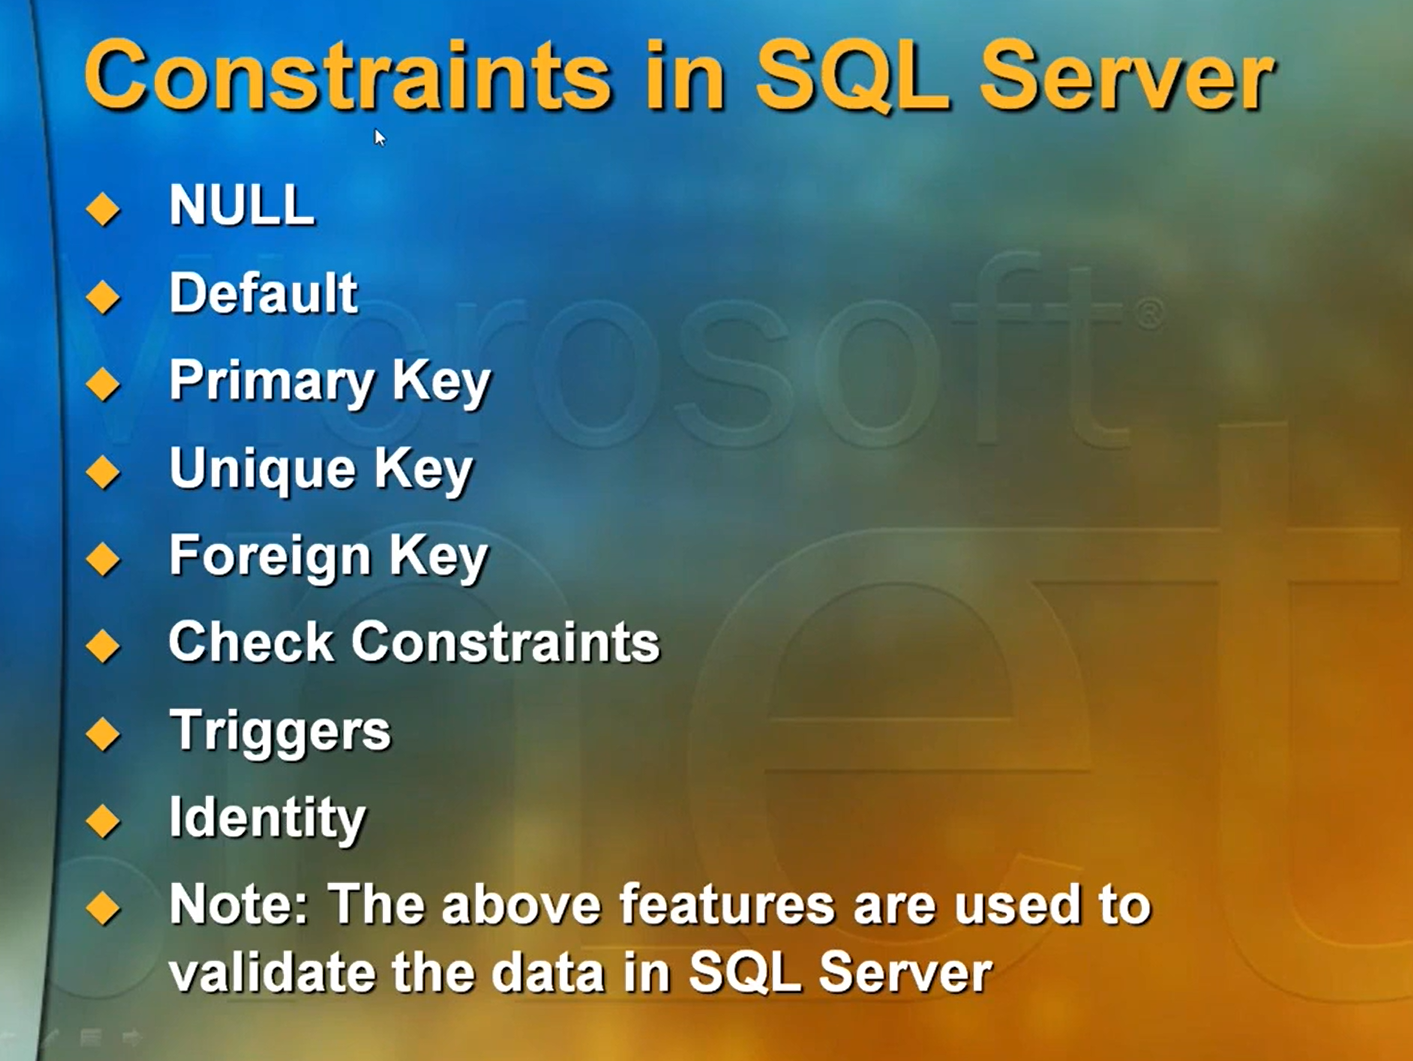 Constraints in SQL Server
NULL
Default
Primary Key
Unique Key
Foreign Key
Check Constraints
Triggers
Identity
Note: The above features are used to
validate the data in SQL Server
Microsoft®
.net